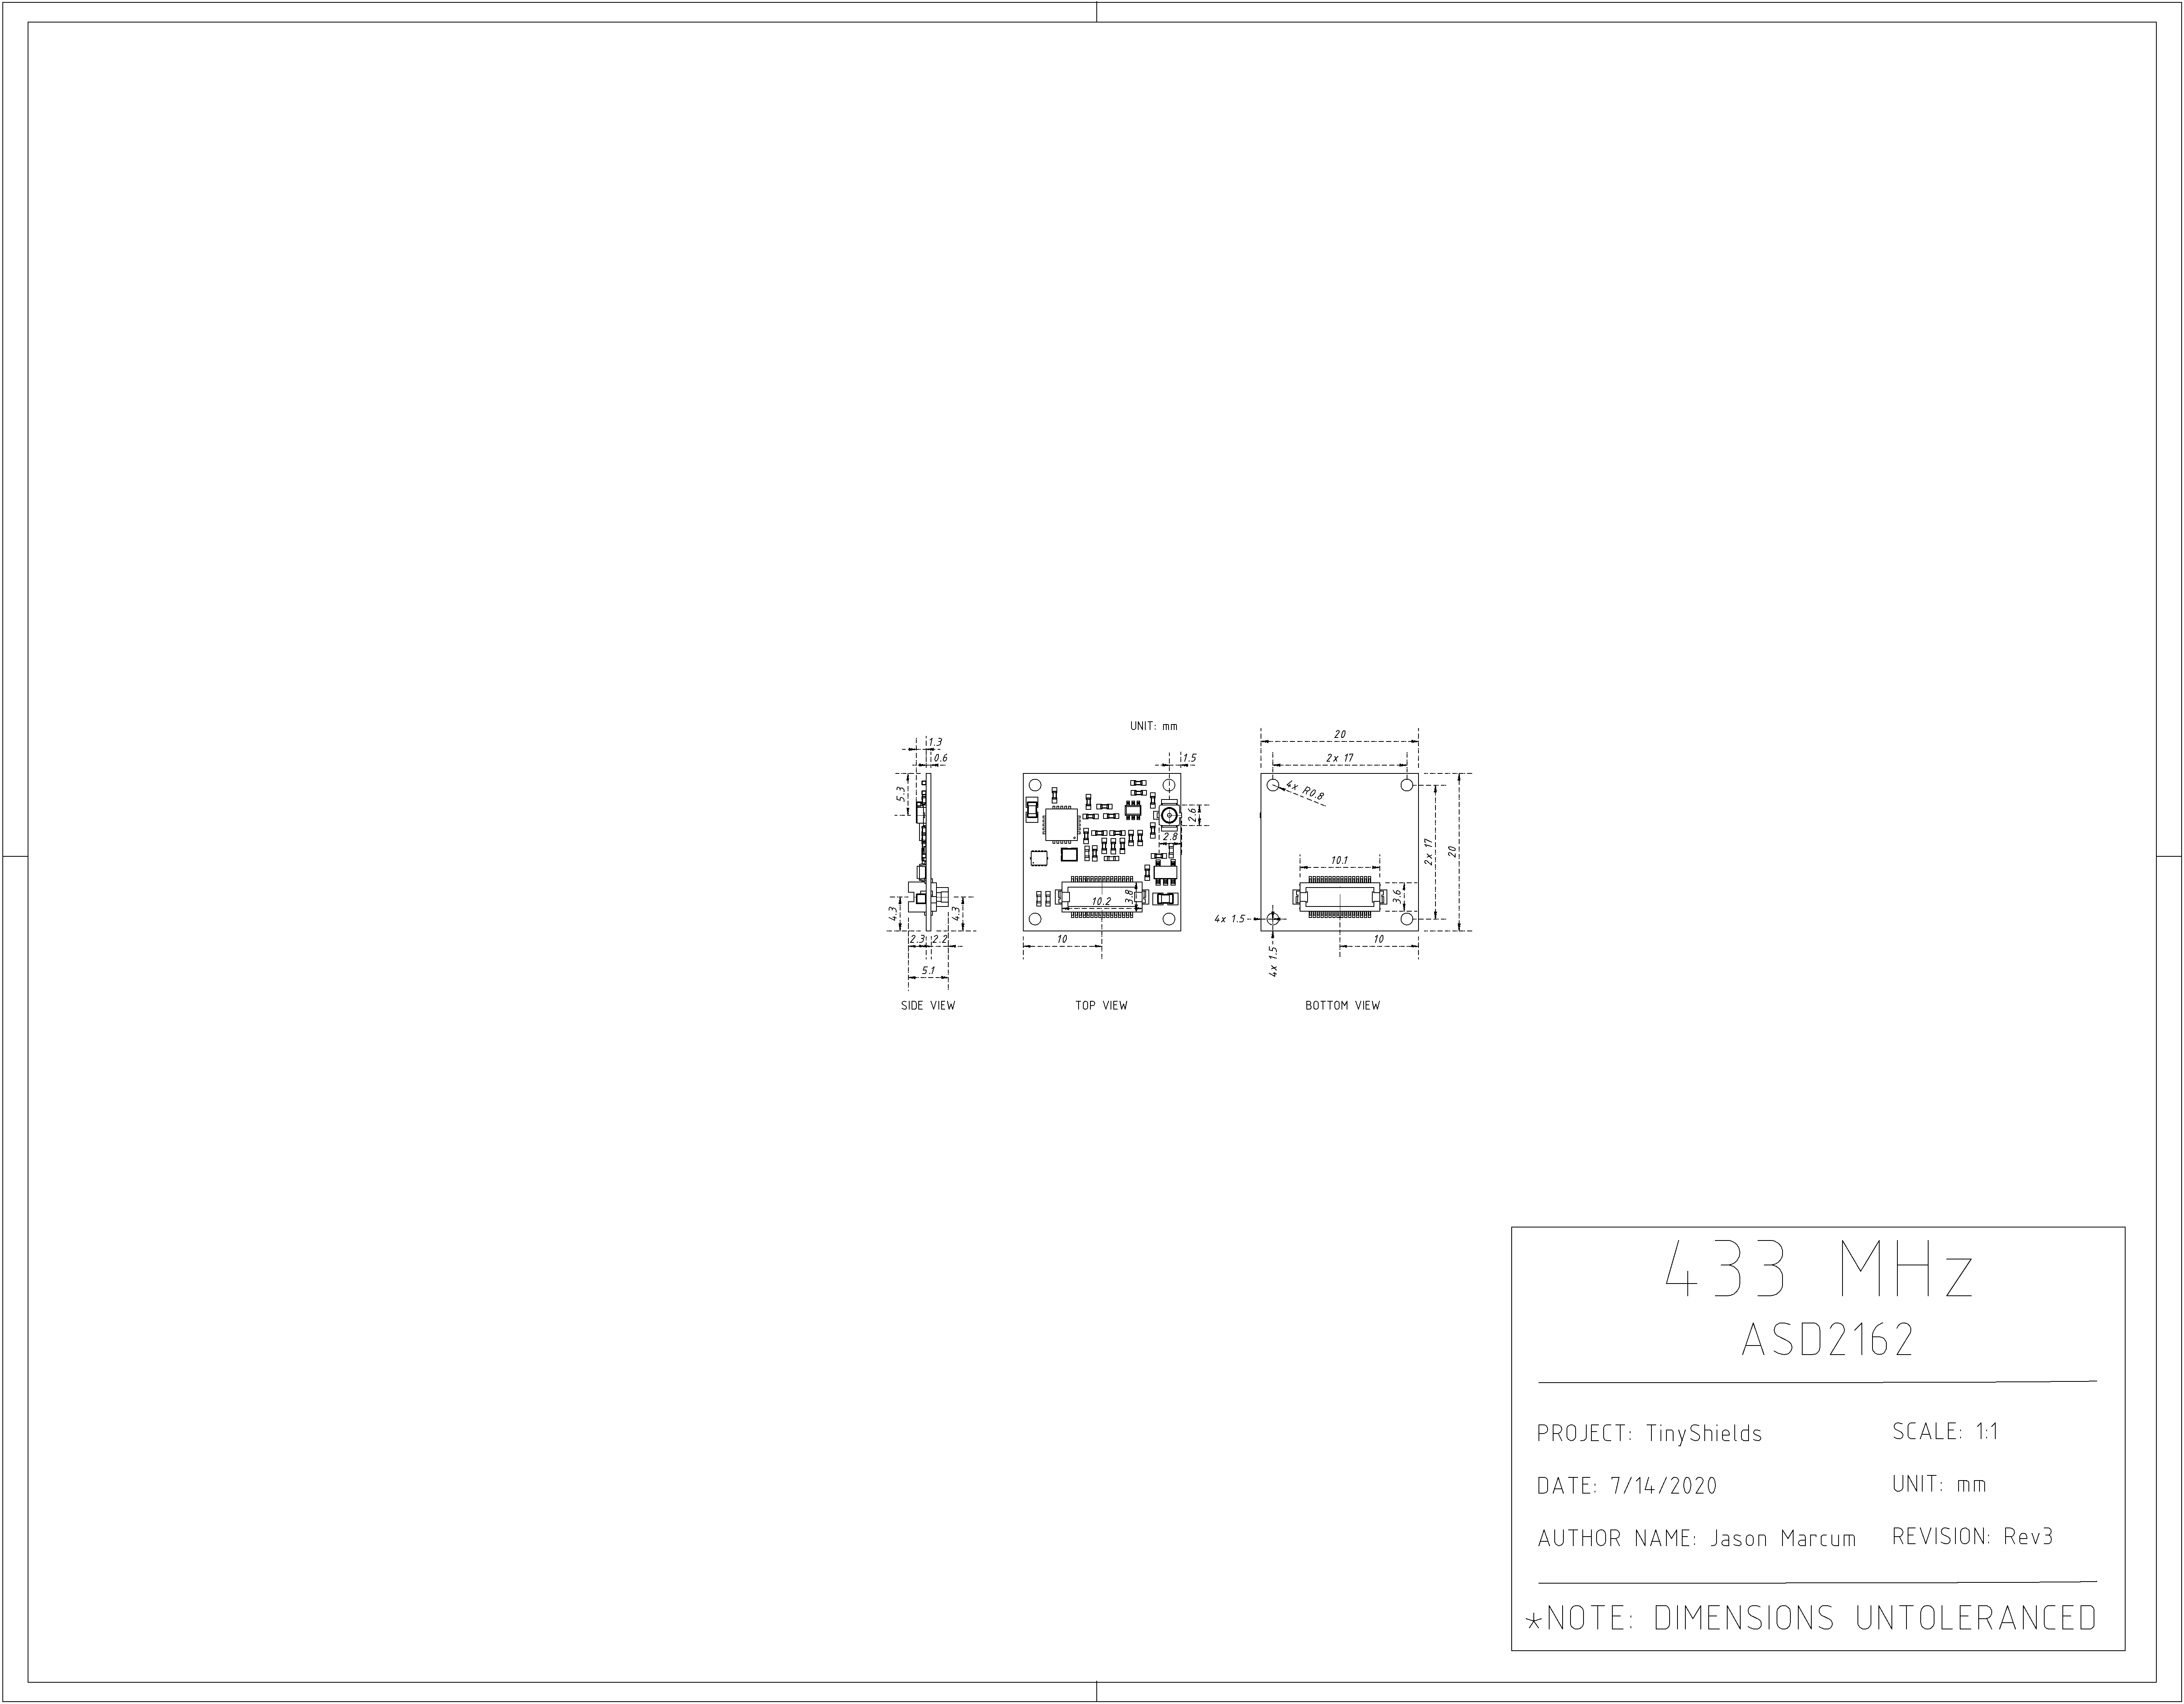 UNIT: mm
1.3
0.6
5.3
4.3
4.3
2.3
2.2
5.1
SIDE VIEW
1.5
2.6
2.8
3.8
10.2
10
TOP VIEW
20
2x 17
4x R0.8
2x 17
20
10.1
3.6
4x 1.5
4x 1.5
10
BOTTOM VIEW
433 MHz
ASD2162
PROJECT: TinyShields
SCALE: 1:1
DATE: 7/14/2020
UNIT: mm
AUTHOR NAME: Jason Marcum
REVISION: Rev3
*NOTE: DIMENSIONS UNTOLERANCED